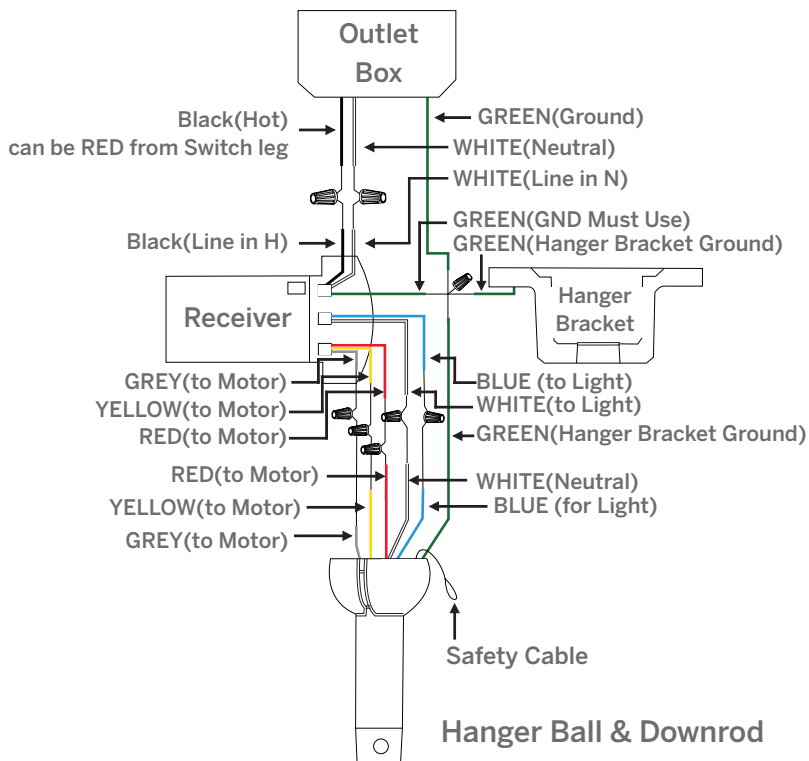 Outlet
Box
Black(Hot)
can be RED from Switch leg
GREEN(Ground)
WHITE(Neutral)
WHITE(Line in N)
Black(Line in H)
GREEN(GND Must Use)
GREEN(Hanger Bracket Ground)
Receiver
Hanger
Bracket
GREY(to Motor)
YELLOW(to Motor)
RED(to Motor)
BLUE (to Light)
WHITE(to Light)
GREEN(Hanger Bracket Ground)
RED(to Motor)
YELLOW(to Motor)
GREY(to Motor)
WHITE(Neutral)
BLUE (for Light)
Safety Cable
Hanger Ball & Downrod